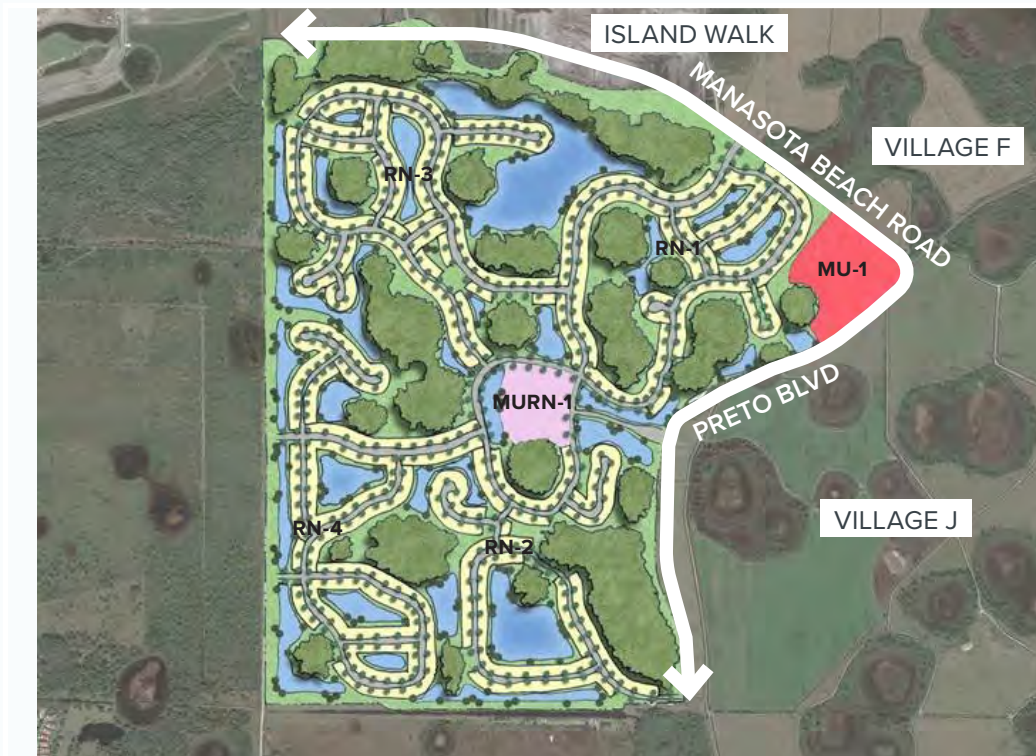 ISLAND WALK
MANASOTA BEACH ROAD
VILLAGE F
RN-3
RN-1
MU-1
MURN-1
PRETO BLVD
VILLAGE J
RN-4
RN-2